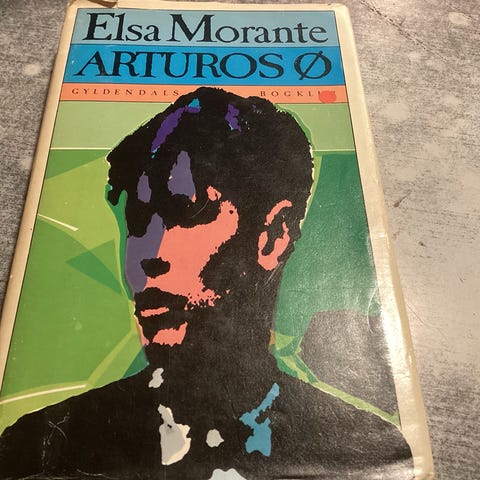 Elsa Morante
ARTUROS Ø
GYLDENDALS